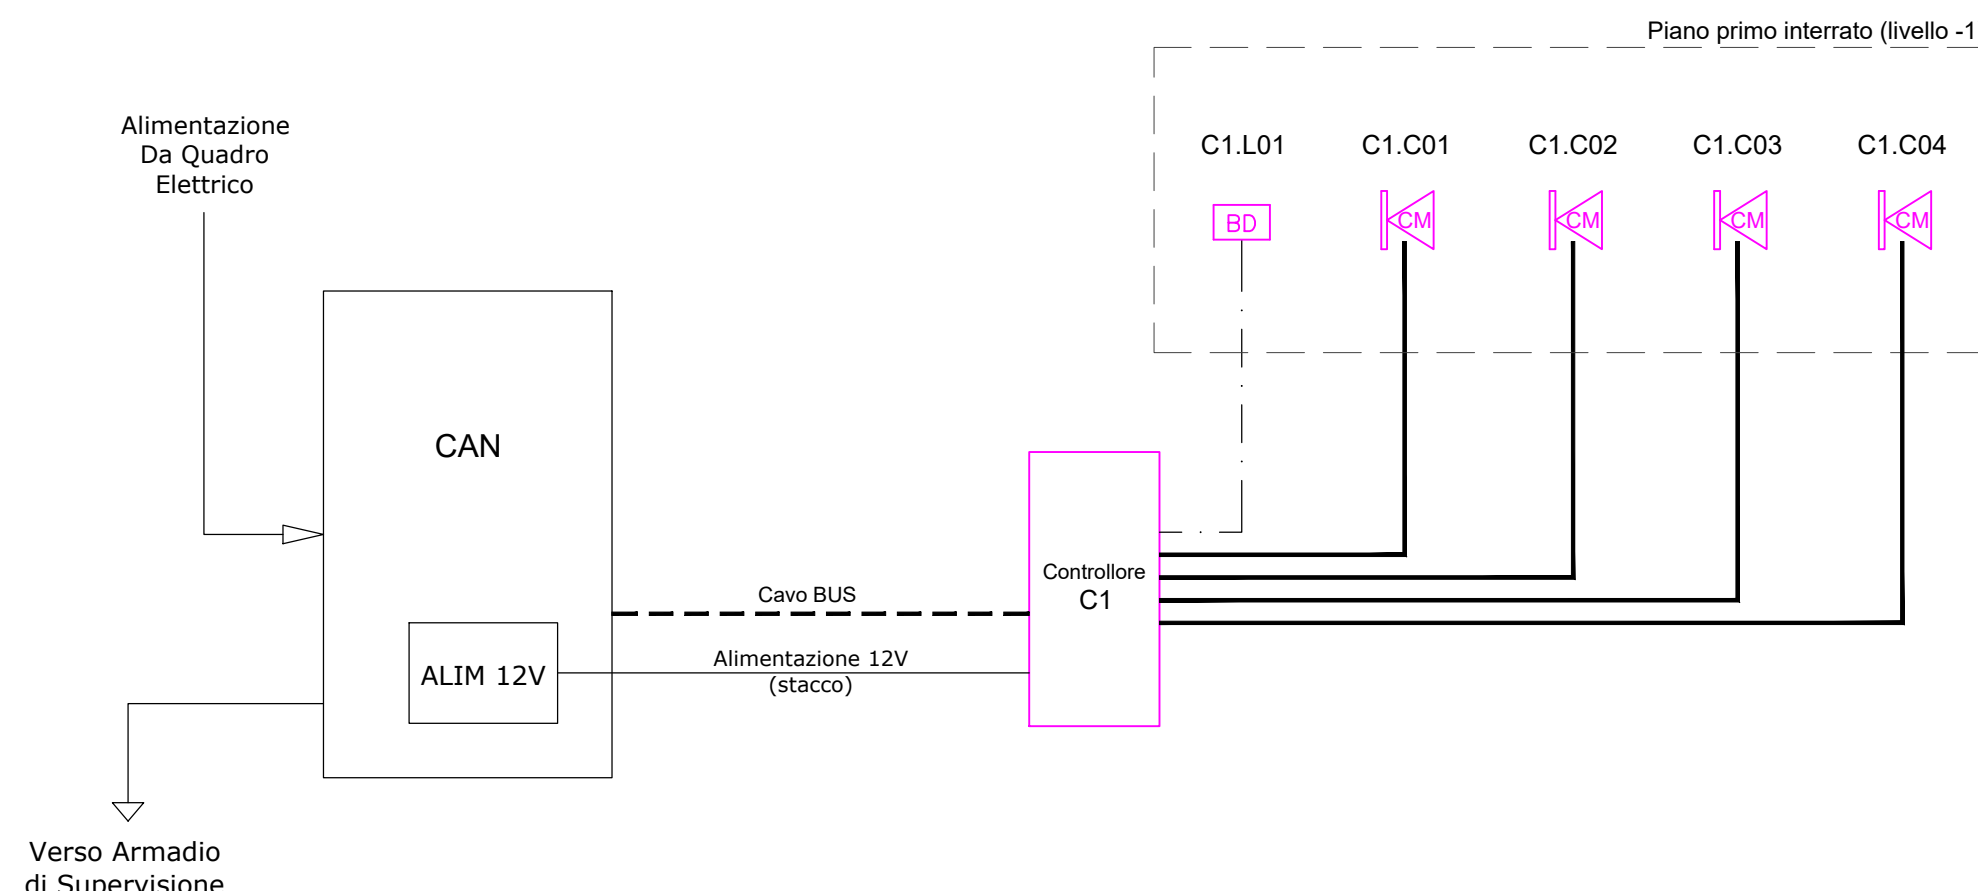 Piano primo interrato (livello -1
Alimentazione
Da Quadro
Elettrico
C1.L01
C1.C01
C1.C02
C1.C03
C1.C04
BD
CM
CM
CM
CM
CAN
Cavo BUS
Controllore
C1
ALIM 12V
Alimentazione 12V
(stacco)
Verso Armadio
di Supervisione